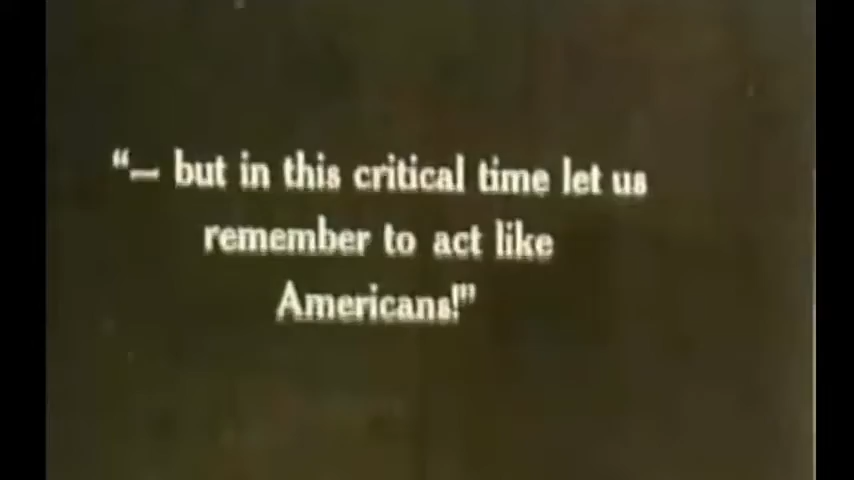 “— but in this critical time let us
remember to act like
Americans!”